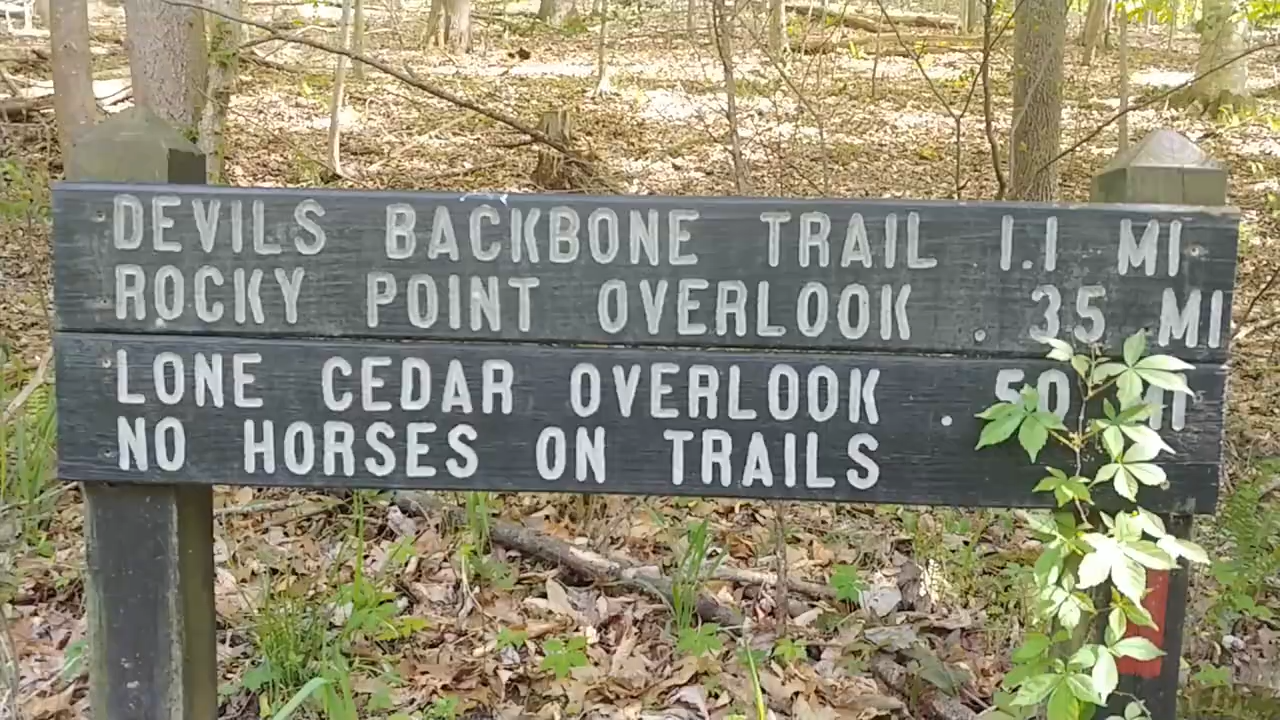 DEVILS BACKBONE TRAIL 1.1 MI
ROCKY POINT OVERLOOK .35 MI
LONE CEDAR OVERLOOK .50 MI
NO HORSES ON TRAILS